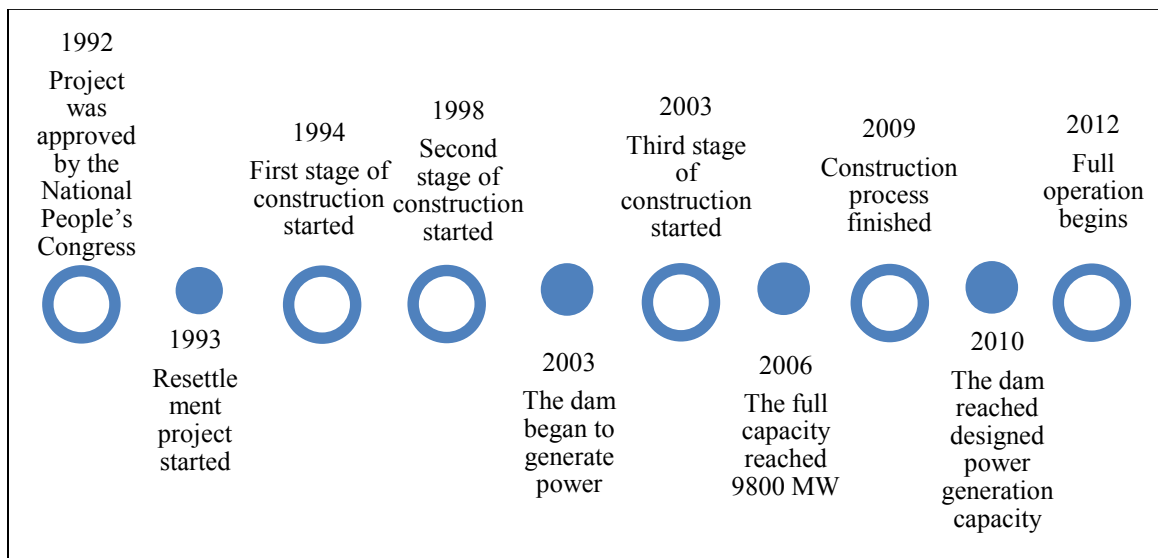 1992
Project
was
approved
by the
National
People’s
Congress
1993
Resettle
ment
project
started
1994
First stage of
construction
started
1998
Second
stage of
construction
started
2003
The dam
began to
generate
power
2003
Third stage
of
construction
started
2006
The full
capacity
reached
9800 MW
2009
Construction
process
finished
2010
The dam
reached
designed
power
generation
capacity
2012
Full
operation
begins